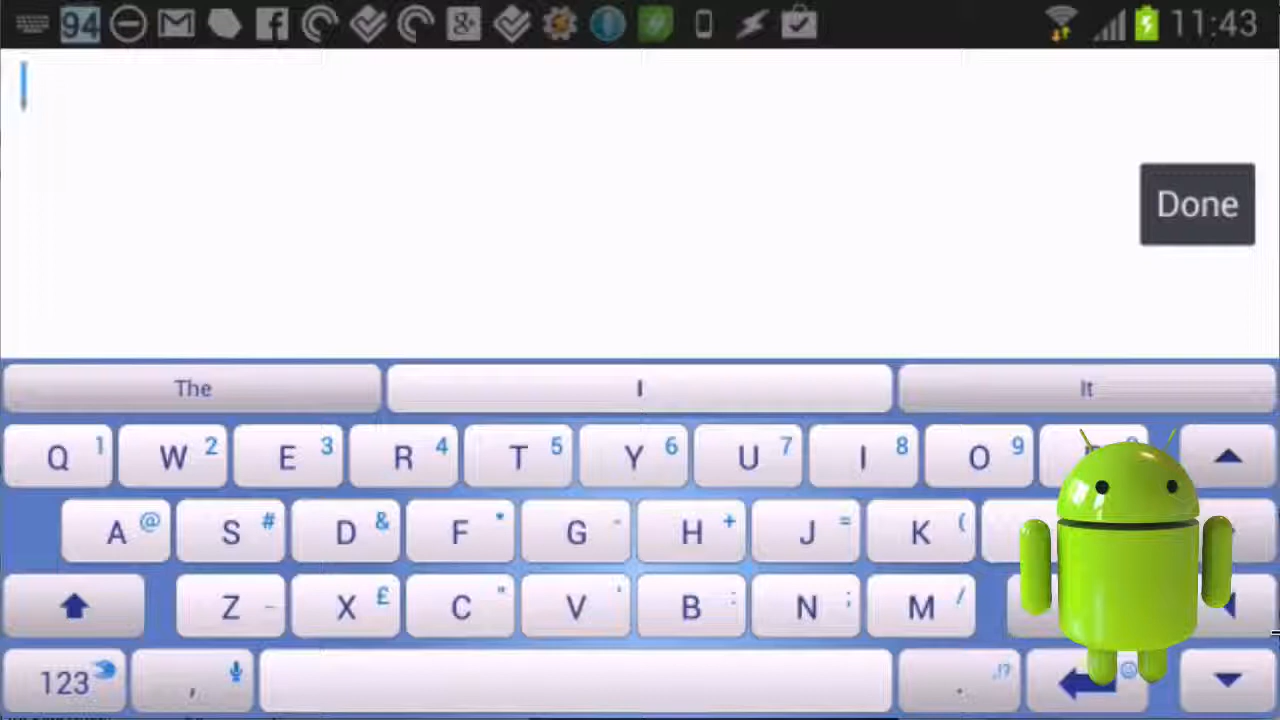 94 11:43
Done
The I It
Q 1 W 2 E 3 R 4 T 5 Y 6 U 7 I 8 O 9
A @ S # D & F * G - H + J = K (
Z _ X £ C " V ' B : N ; M /
123 , . ,!?